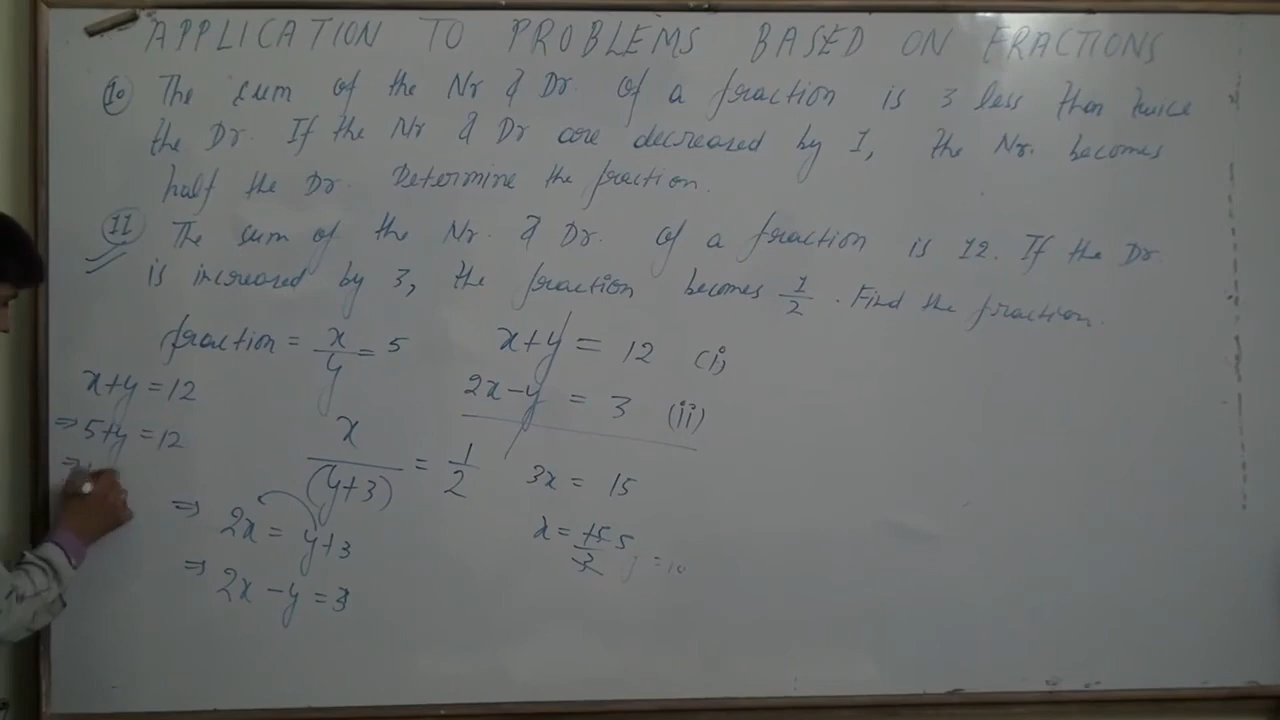 APPLICATION TO PROBLEMS BASED ON FRACTIONS
10 The sum of the Nr & Dr. of a fraction is 3 less than twice
the Dr. If the Nr & Dr are decreased by 1, the Nr. becomes
half the Dr. Determine the fraction.
11 The sum of the Nr. & Dr. of a fraction is 12. If the Dr.
is increased by 3, the fraction becomes 1/2. Find the fraction.
fraction = x/y = 5
x+y = 12
⇒ 5+y = 12
⇒
x/(y+3) = 1/2
⇒ 2x = y+3
⇒ 2x - y = 3
x+y = 12 (i)
2x-y = 3 (ii)
3x = 15
x = 15/3 5